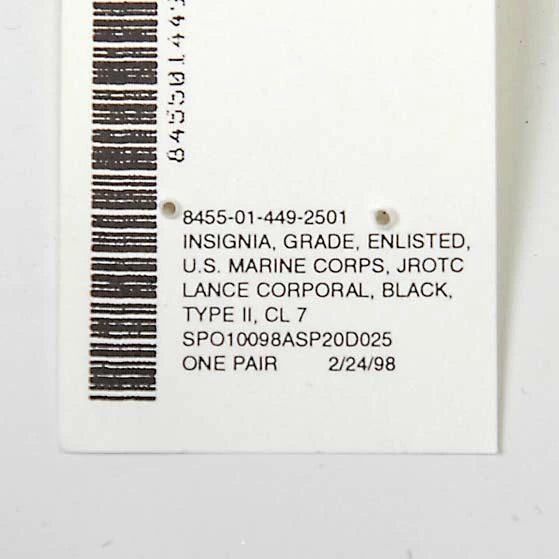 845501443
8455-01-449-2501
INSIGNIA, GRADE, ENLISTED,
U.S. MARINE CORPS, JROTC
LANCE CORPORAL, BLACK,
TYPE II, CL 7
SPO10098ASP20D025
ONE PAIR 2/24/98